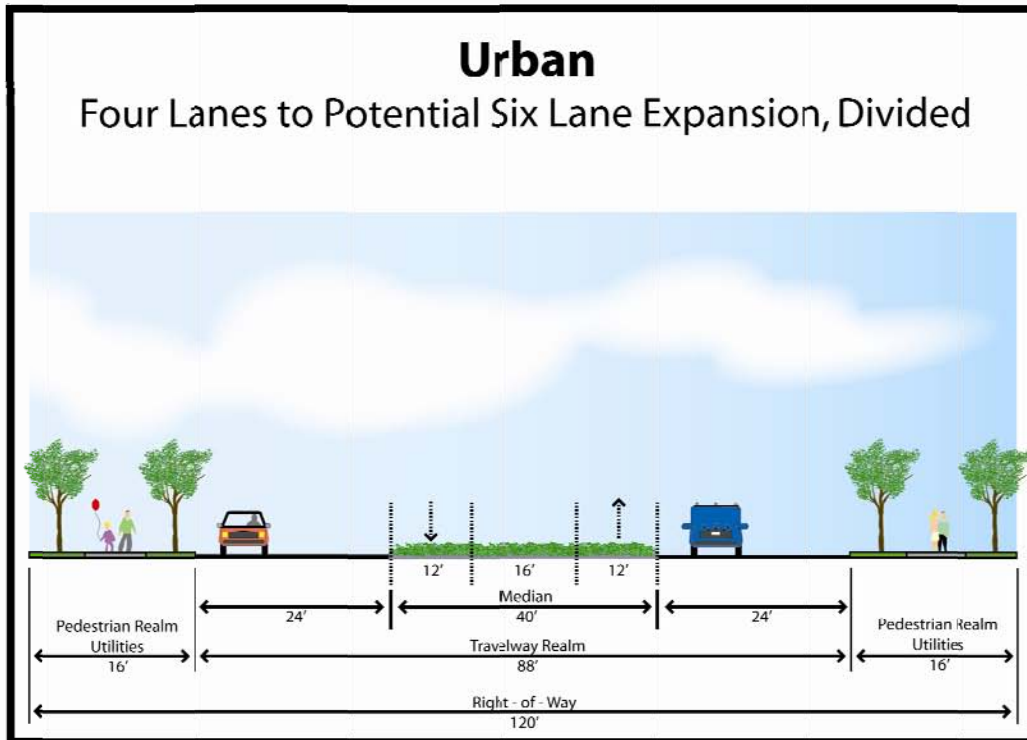 Urban
Four Lanes to Potential Six Lane Expansion, Divided
12′
16′
12′
24′
Median
40′
24′
Pedestrian Realm
Utilities
16′
Travelway Realm
88′
Pedestrian Realm
Utilities
16′
Right - of - Way
120′